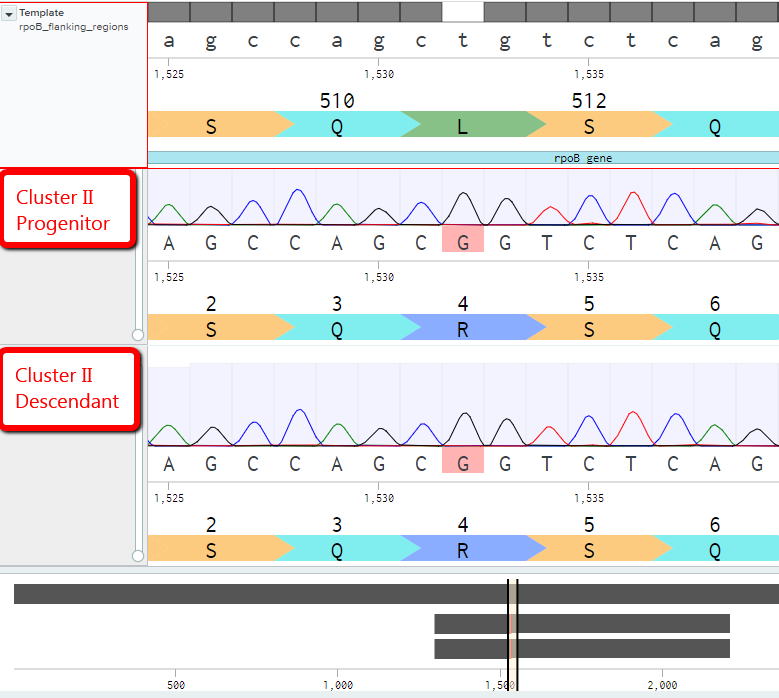 Template
rpoB_flanking_regions
a g c c a g c t g t c t c a g
1,525 1,530 1,535
510 512
S Q L S Q
rpoB gene
Cluster II
Progenitor
A G C C A G C G G T C T C A G
1,525 1,530 1,535
2 3 4 5 6
S Q R S Q
Cluster II
Descendant
A G C C A G C G G T C T C A G
1,525 1,530 1,535
2 3 4 5 6
S Q R S Q
500 1,000 1,500 2,000